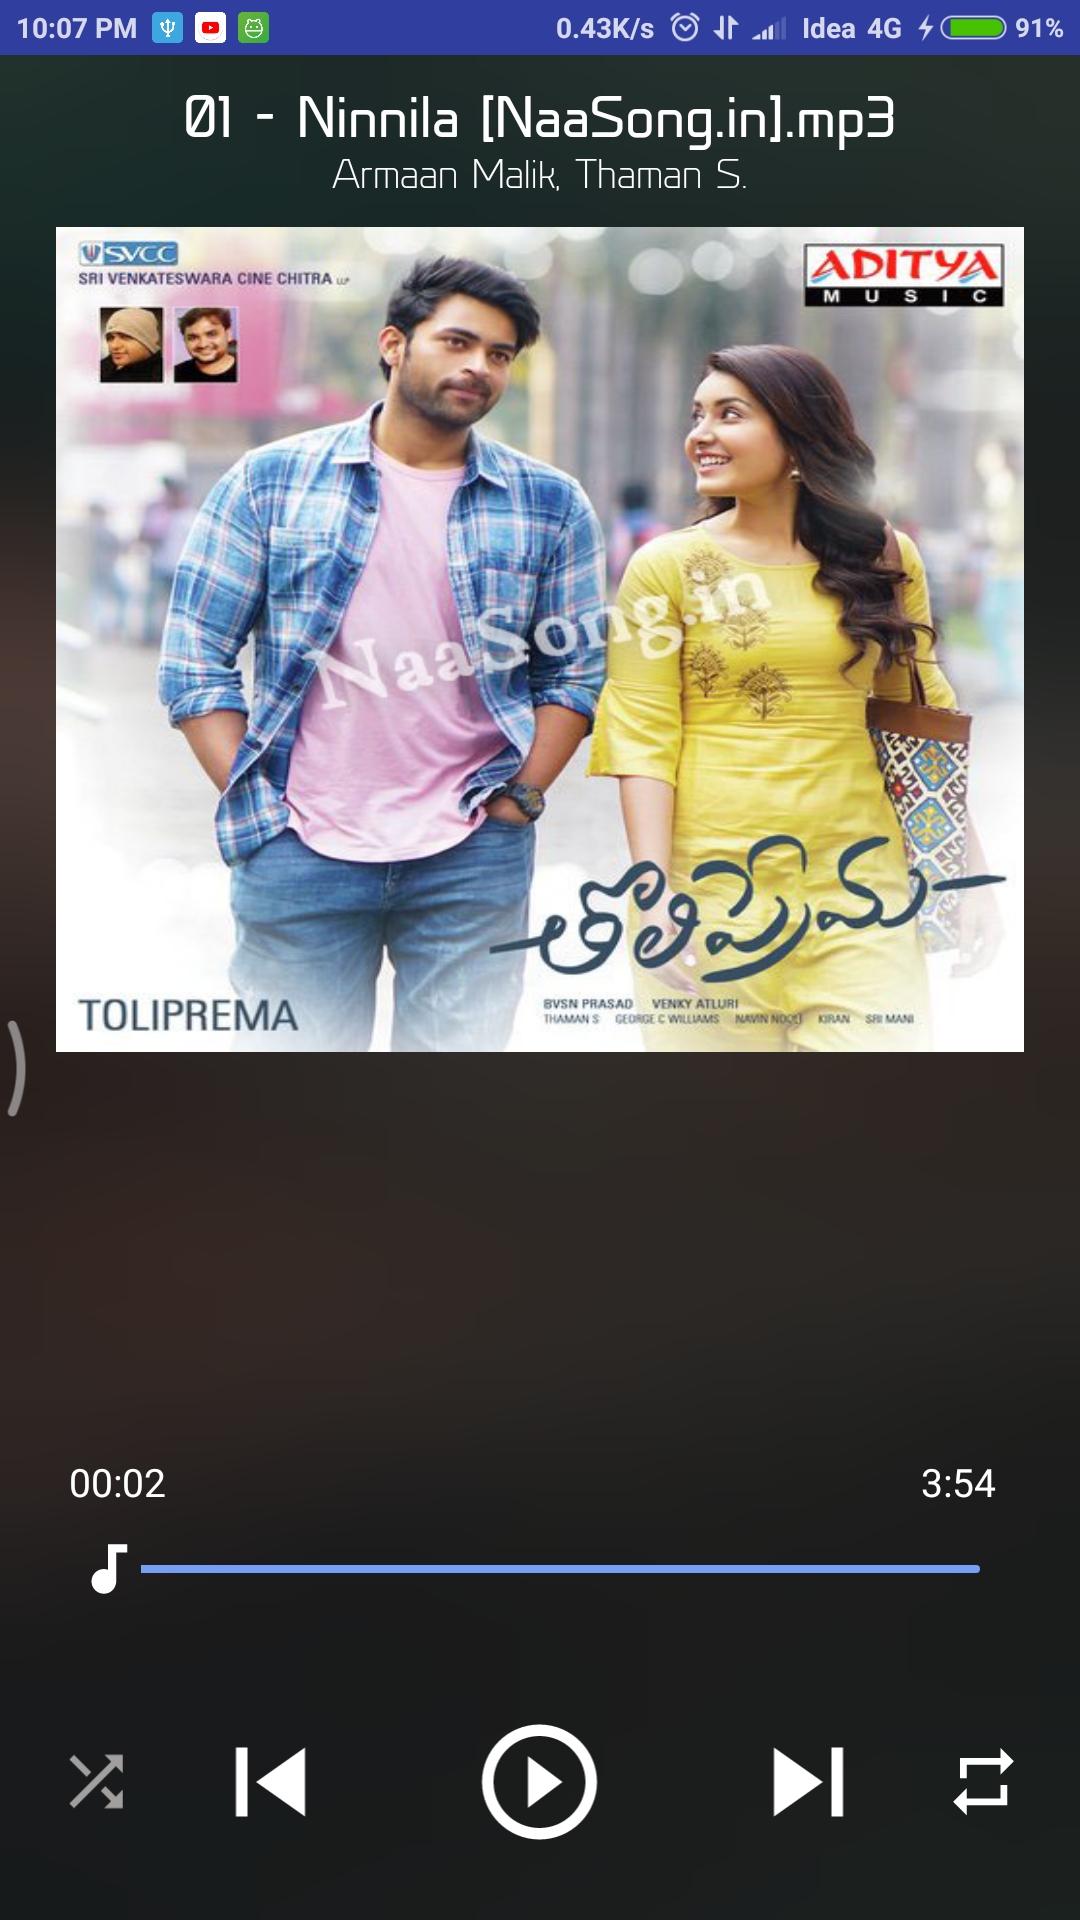 10:07 PM 0.43K/s Idea 4G 91%
01 - Ninnila [NaaSong.in].mp3
Armaan Malik, Thaman S.
SVCC
SRI VENKATESWARA CINE CHITRA LLP
ADITYA
MUSIC
NaaSong.in
తొలిప్రేమ
TOLIPREMA
BVSN PRASAD VENKY ATLURI
THAMAN S GEORGE C WILLIAMS NAVIN NOOLI KIRAN SRI MANI
00:02 3:54